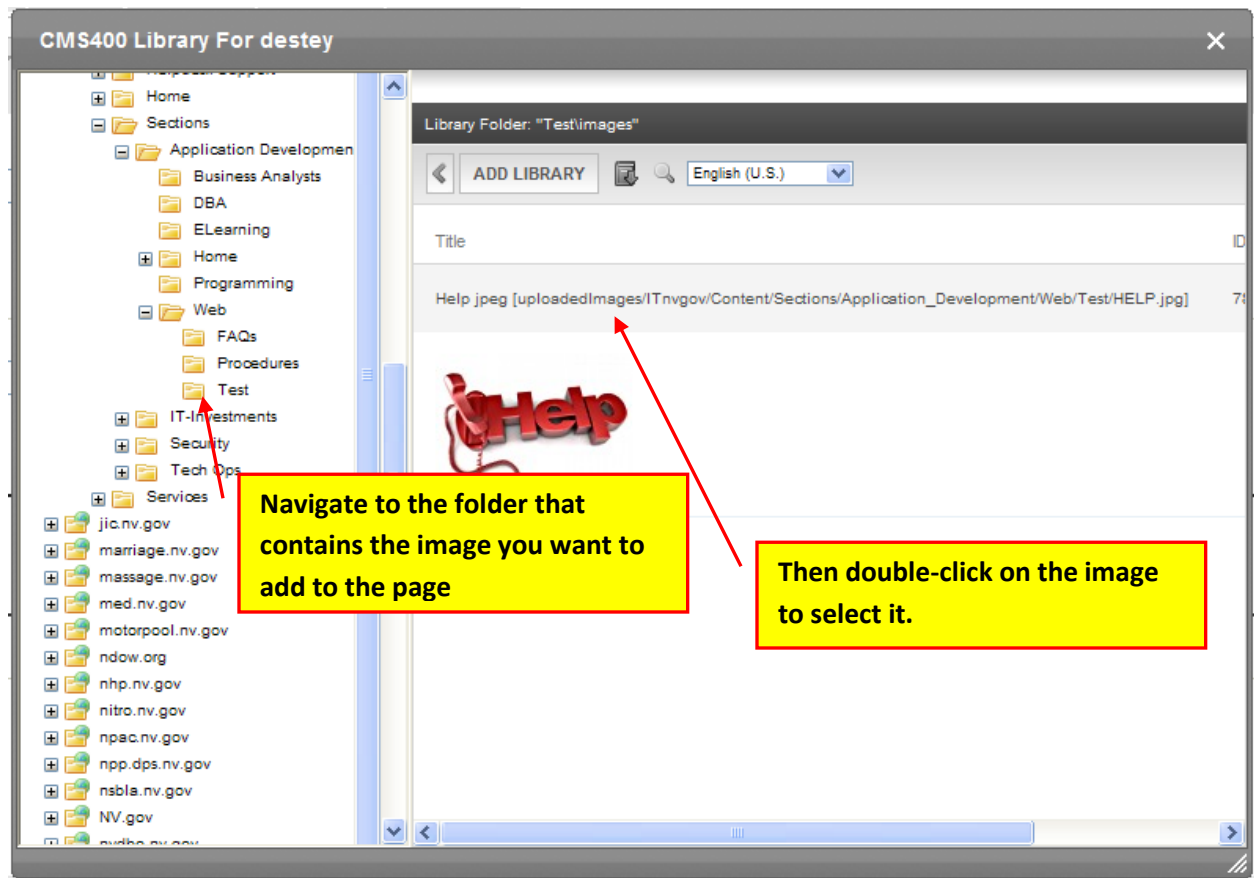 CMS400 Library For destey
Home
Sections
Application Developmen
Business Analysts
DBA
ELearning
Home
Programming
Web
FAQs
Procedures
Test
IT-Investments
Security
Tech Ops
Services
jic.nv.gov
marriage.nv.gov
massage.nv.gov
med.nv.gov
motorpool.nv.gov
ndow.org
nhp.nv.gov
nitro.nv.gov
npac.nv.gov
npp.dps.nv.gov
nsbla.nv.gov
NV.gov
Library Folder: "Test\images"
ADD LIBRARY
English (U.S.)
Title ID
Help jpeg [uploadedImages/ITnvgov/Content/Sections/Application_Development/Web/Test/HELP.jpg] 78
Help
Navigate to the folder that
contains the image you want to
add to the page
Then double-click on the image
to select it.